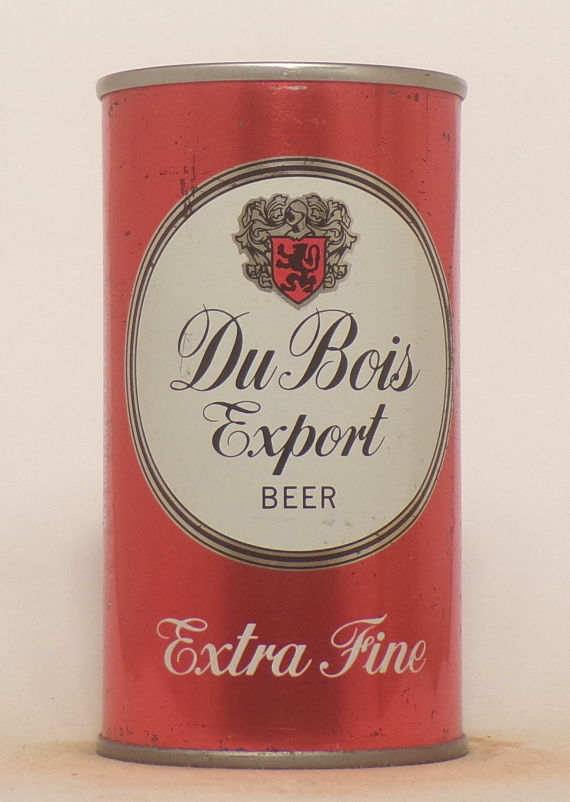 Du Bois
Export
BEER
Extra Fine